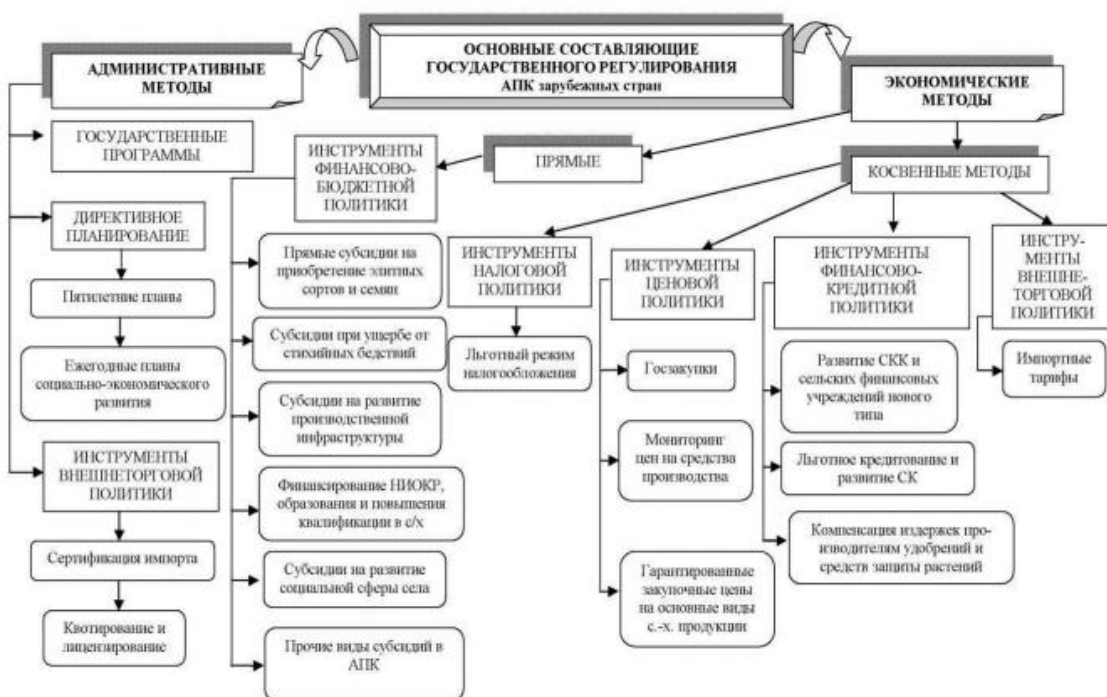 ОСНОВНЫЕ СОСТАВЛЯЮЩИЕ
ГОСУДАРСТВЕННОГО РЕГУЛИРОВАНИЯ
АПК зарубежных стран
АДМИНИСТРАТИВНЫЕ
МЕТОДЫ
ГОСУДАРСТВЕННЫЕ
ПРОГРАММЫ
ДИРЕКТИВНОЕ
ПЛАНИРОВАНИЕ
Пятилетние планы
Ежегодные планы
социально-экономического
развития
ИНСТРУМЕНТЫ
ВНЕШНЕТОРГОВОЙ
ПОЛИТИКИ
Сертификация импорта
Квотирование и
лицензирование
ЭКОНОМИЧЕСКИЕ
МЕТОДЫ
ПРЯМЫЕ
ИНСТРУМЕНТЫ
ФИНАНСОВО-
БЮДЖЕТНОЙ
ПОЛИТИКИ
Прямые субсидии на
приобретение элитных
сортов и семян
Субсидии при ущербе от
стихийных бедствий
Субсидии на развитие
производственной
инфраструктуры
Финансирование НИОКР,
образования и повышения
квалификации в с/х
Субсидии на развитие
социальной сферы села
Прочие виды субсидий в
АПК
КОСВЕННЫЕ МЕТОДЫ
ИНСТРУМЕНТЫ
НАЛОГОВОЙ
ПОЛИТИКИ
Льготный режим
налогообложения
ИНСТРУМЕНТЫ
ЦЕНОВОЙ
ПОЛИТИКИ
Госзакупки
Мониторинг
цен на средства
производства
Гарантированные
закупочные цены
на основные виды
с.-х. продукции
ИНСТРУМЕНТЫ
ФИНАНСОВО-
КРЕДИТНОЙ
ПОЛИТИКИ
Развитие СКК и
сельских финансовых
учреждений нового
типа
Льготное кредитование и
развитие СК
Компенсация издержек про-
изводителям удобрений и
средств защиты растений
ИНСТРУ-
МЕНТЫ
ВНЕШНЕ-
ТОРГОВОЙ
ПОЛИТИКИ
Импортные
тарифы